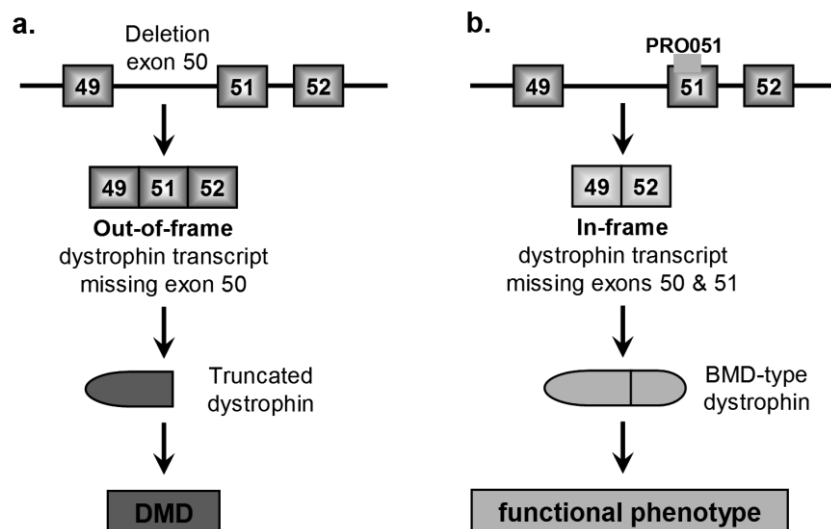 a.
Deletion
exon 50
49
51
52
49
51
52
Out-of-frame
dystrophin transcript
missing exon 50
Truncated
dystrophin
DMD
b.
PRO051
49
51
52
49
52
In-frame
dystrophin transcript
missing exons 50 & 51
BMD-type
dystrophin
functional phenotype